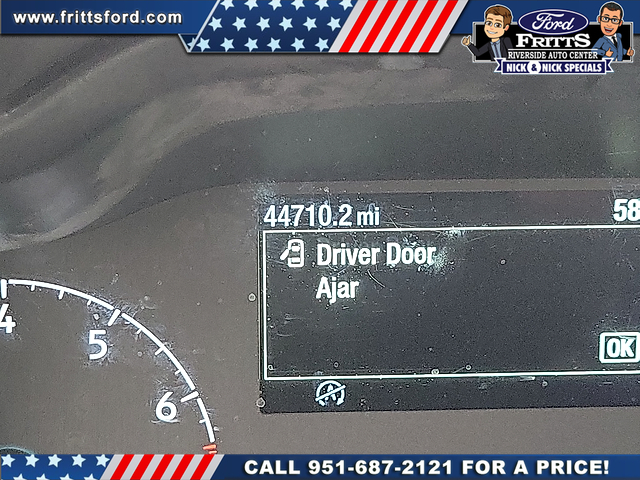 www.frittsford.com
Ford
FRITTS
RIVERSIDE AUTO CENTER
NICK & NICK SPECIALS
44710.2 mi 58
Driver Door
Ajar
OK
A
4
5
6
CALL 951-687-2121 FOR A PRICE!